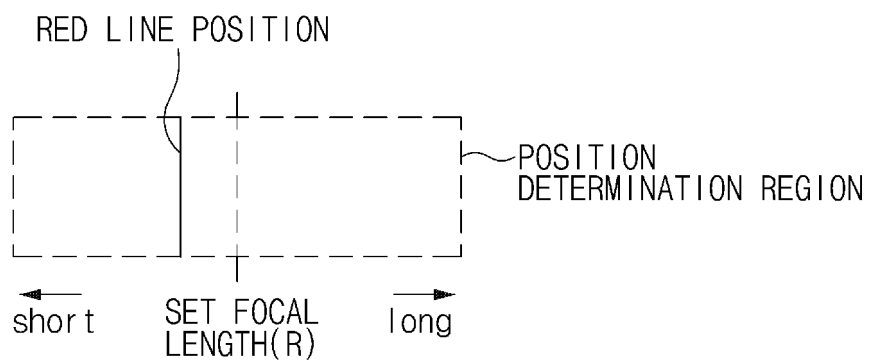 RED LINE POSITION
POSITION
DETERMINATION REGION
short
SET FOCAL
LENGTH(R)
long